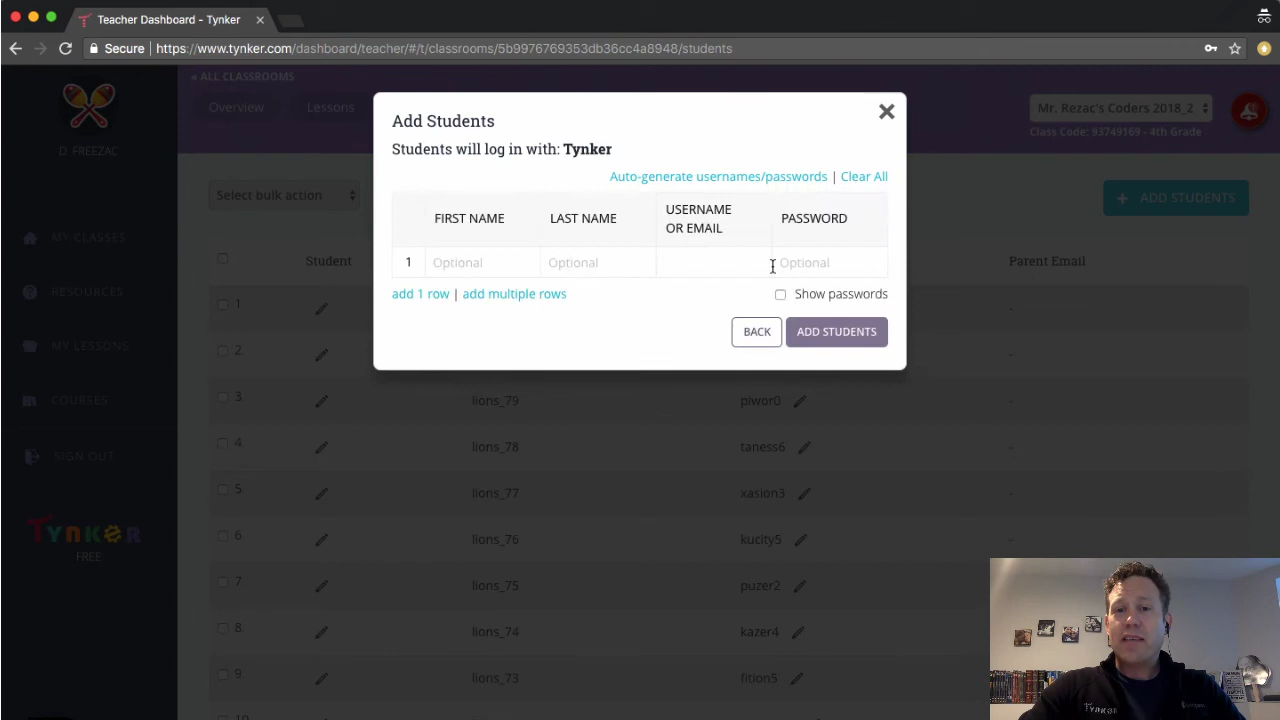 Teacher Dashboard - Tynker
Secure | https://www.tynker.com/dashboard/teacher/#/t/classrooms/5b9976769353db36cc4a8948/students
« ALL CLASSROOMS
Overview Lessons
Mr. Rezac's Coders 2018_2
Class Code: 93749169 - 4th Grade
D. FREEZAC
MY CLASSES
RESOURCES
MY LESSONS
COURSES
SIGN OUT
TYNKER
FREE
Select bulk action
+ ADD STUDENTS
Student Parent Email
Add Students
Students will log in with: Tynker
Auto-generate usernames/passwords | Clear All
FIRST NAME LAST NAME USERNAME OR EMAIL PASSWORD
1 Optional Optional Optional
add 1 row | add multiple rows Show passwords
BACK ADD STUDENTS
1 -
2. -
3. lions_79 piwor0 -
4. lions_78 taness6 -
5. lions_77 xasion3 -
6. lions_76 kucity5 -
7 lions_75 puzer2 -
8. lions_74 kazer4 -
9 lions_73 fition5 -
TYNKER